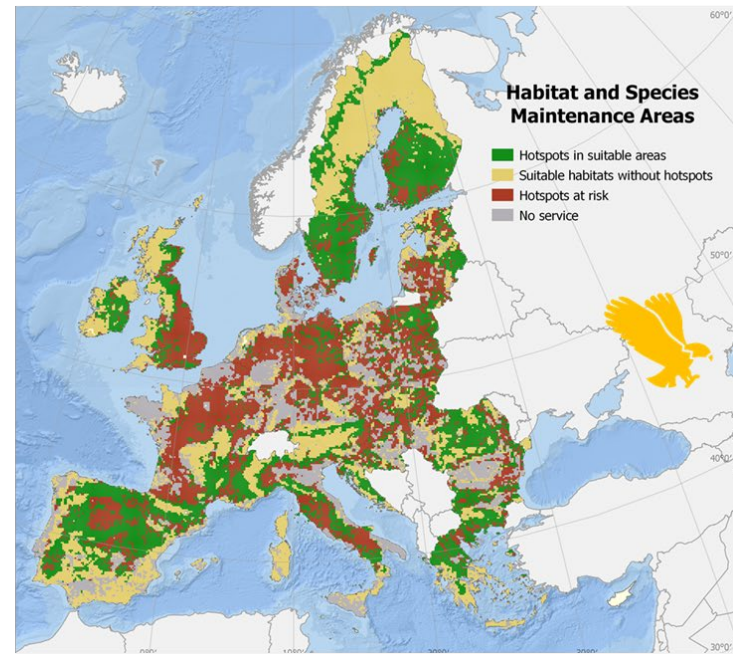 60°0'
Habitat and Species
Maintenance Areas
Hotspots in suitable areas
Suitable habitats without hotspots
Hotspots at risk
No service
50°0'
40°0'
30°0'